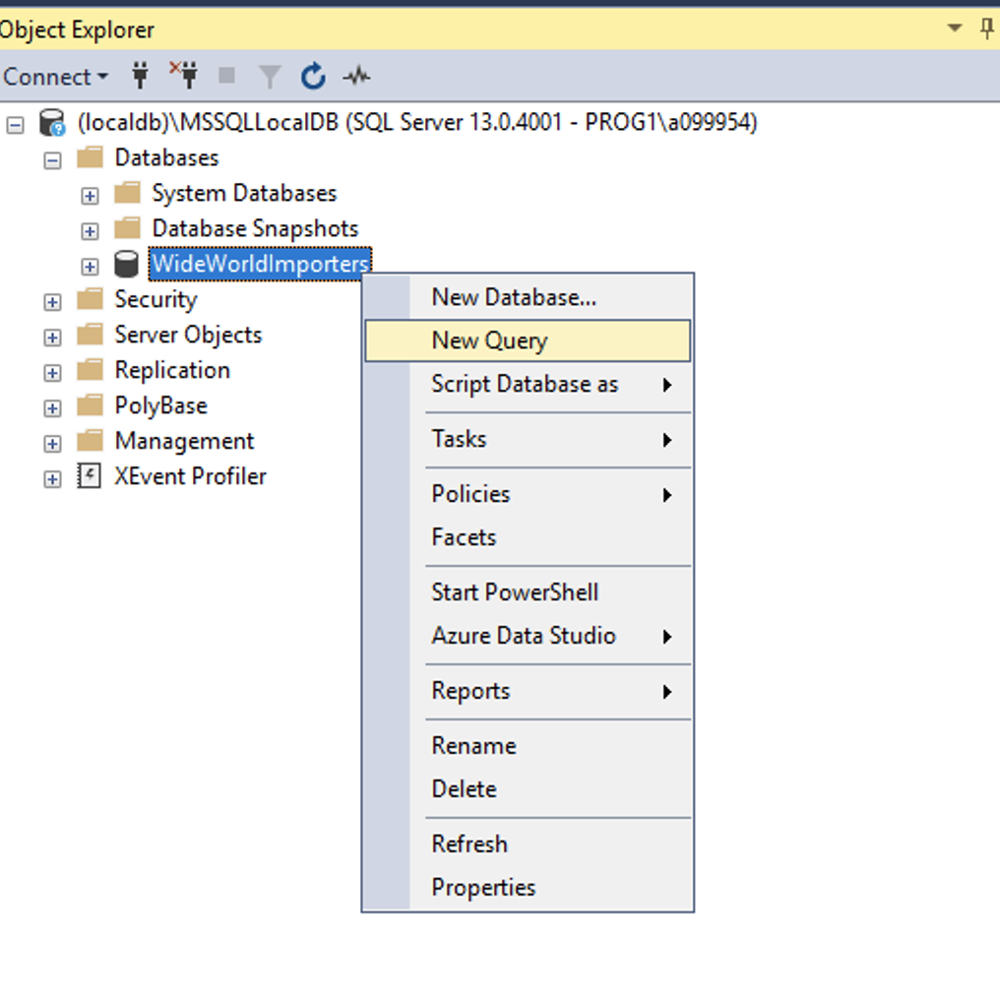 Object Explorer
Connect
(localdb)\MSSQLLocalDB (SQL Server 13.0.4001 - PROG1\a099954)
Databases
System Databases
Database Snapshots
WideWorldImporters
Security
Server Objects
Replication
PolyBase
Management
XEvent Profiler
New Database...
New Query
Script Database as
Tasks
Policies
Facets
Start PowerShell
Azure Data Studio
Reports
Rename
Delete
Refresh
Properties